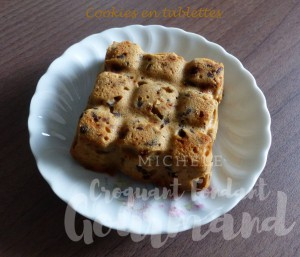 Cookies en tablettes
MICHELE
Croquant Fondant
Gourmand